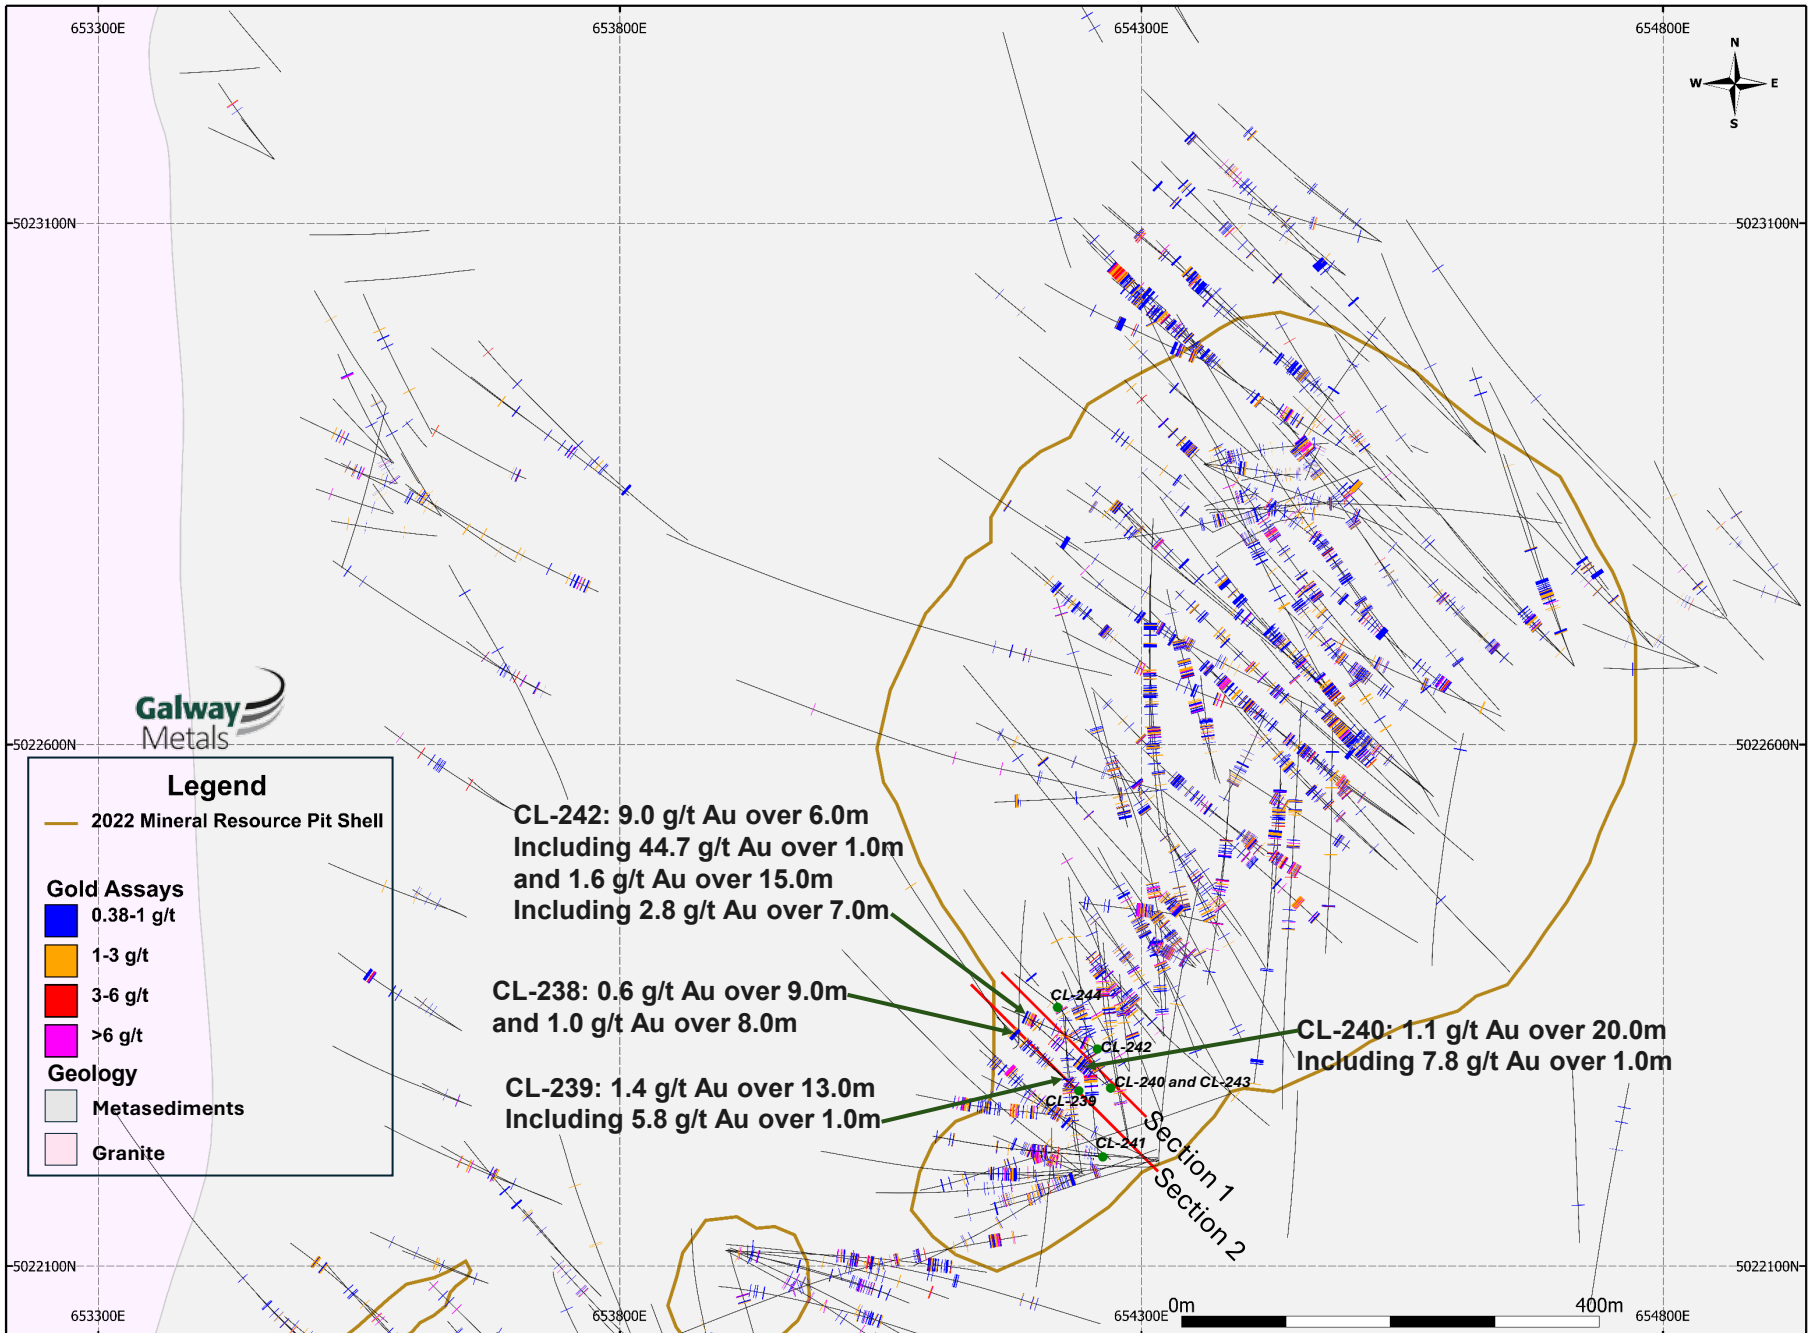 653300E
653800E
654300E
654800E
N
W
E
S
5023100N
5023100N
Galway
Metals
5022600N
5022600N
Legend
2022 Mineral Resource Pit Shell
Gold Assays
0.38-1 g/t
1-3 g/t
3-6 g/t
>6 g/t
Geology
Metasediments
Granite
CL-242: 9.0 g/t Au over 6.0m
Including 44.7 g/t Au over 1.0m
and 1.6 g/t Au over 15.0m
Including 2.8 g/t Au over 7.0m
CL-238: 0.6 g/t Au over 9.0m
and 1.0 g/t Au over 8.0m
CL-239: 1.4 g/t Au over 13.0m
Including 5.8 g/t Au over 1.0m
CL-240: 1.1 g/t Au over 20.0m
Including 7.8 g/t Au over 1.0m
CL-244
CL-242
CL-240 and CL-243
CL-239
CL-241
Section 1
Section 2
5022100N
5022100N
0m
400m
653300E
653800E
654300E
654800E